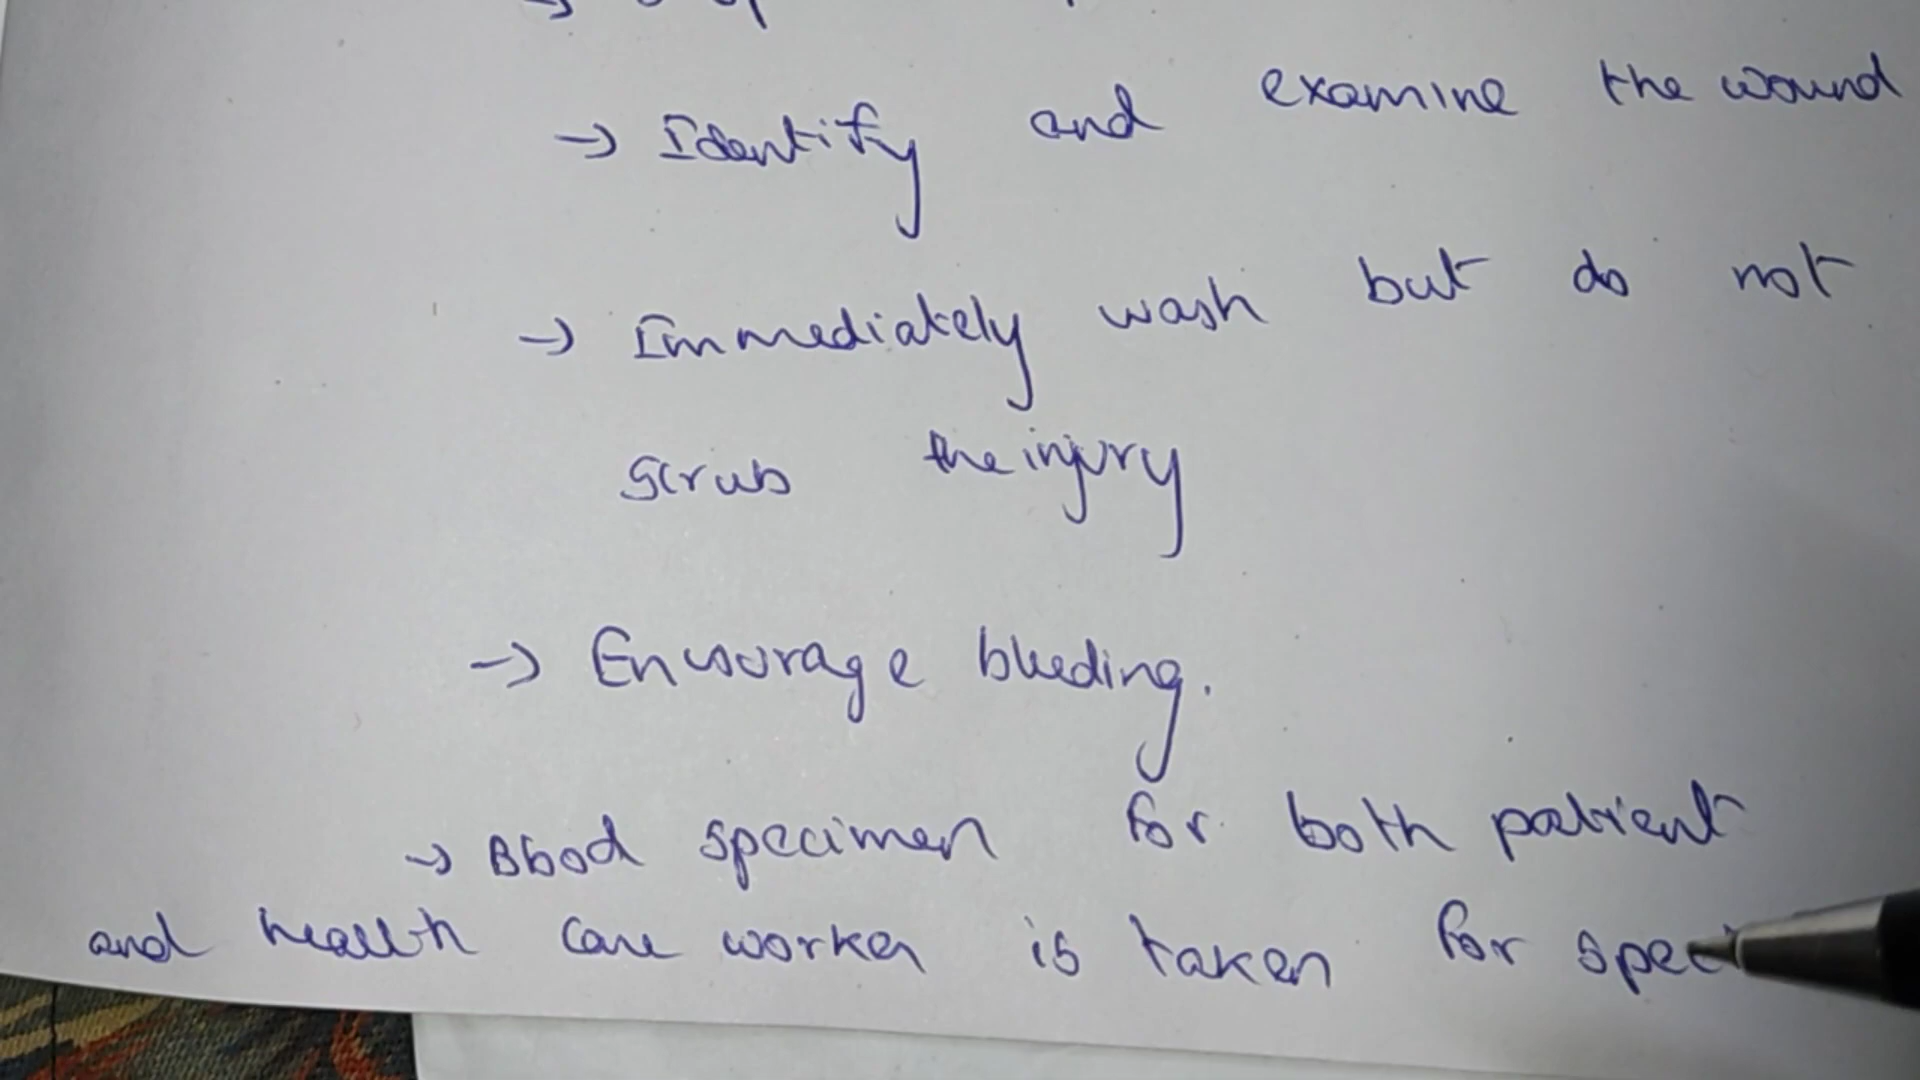 → Identify and examine the wound
→ Immediately wash but do not
scrub the injury
→ Encourage bleeding.
→ Blood specimen for both patient
and health care worker is taken for spec